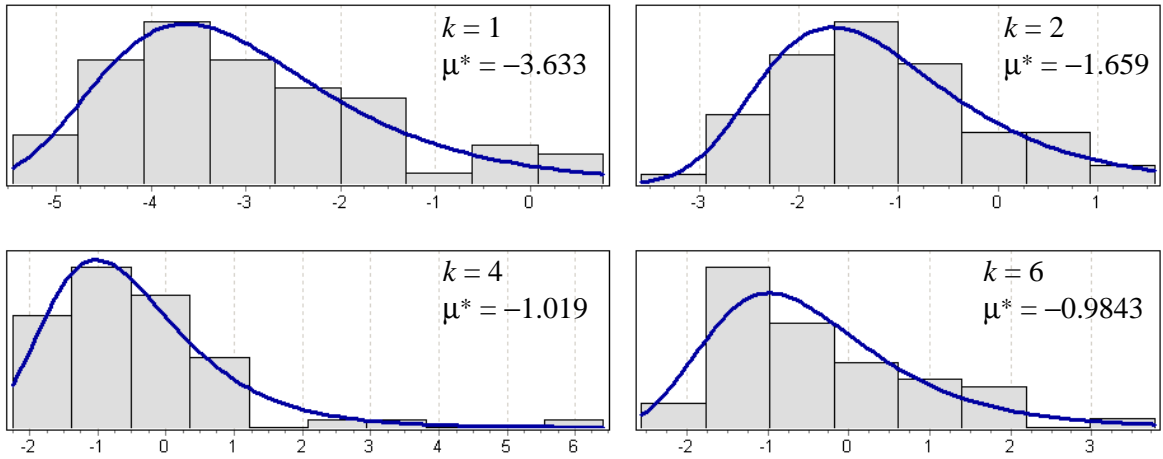 k = 1
μ* = −3.633
-5 -4 -3 -2 -1 0
k = 2
μ* = −1.659
-3 -2 -1 0 1
k = 4
μ* = −1.019
-2 -1 0 1 2 3 4 5 6
k = 6
μ* = −0.9843
-2 -1 0 1 2 3